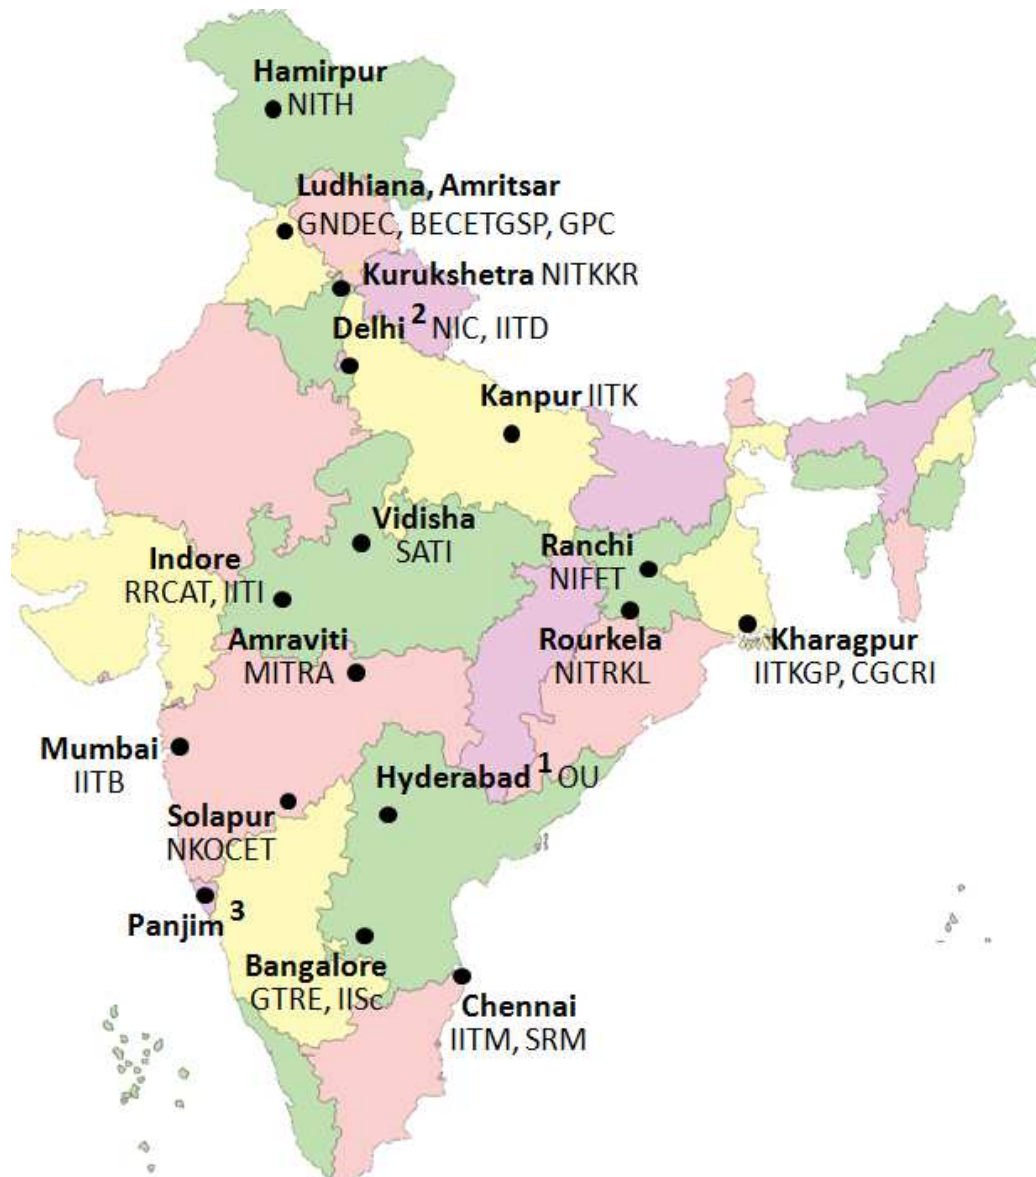 Hamirpur
NITH
Ludhiana, Amritsar
GNDEC, BECETGSP, GPC
Kurukshetra NITKKR
Delhi 2 NIC, IITD
Kanpur IITK
Vidisha
SATI
Indore
RRCAT, IITI
Ranchi
NIFFT
Amraviti
MITRA
Rourkela
NITRKL
Kharagpur
IITKGP, CGCRI
Mumbai
IITB
Hyderabad 1 OU
Solapur
NKOCET
Panjim 3
Bangalore
GTRE, IISc
Chennai
IITM, SRM